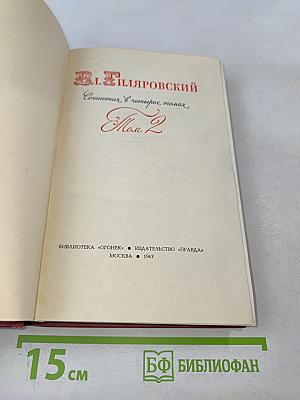 Вл. Гиляровский
Сочинения в четырех томах
Том 2
БИБЛИОТЕКА «ОГОНЕК» • ИЗДАТЕЛЬСТВО «ПРАВДА»
МОСКВА • 1967
15 см
БФ БИБЛИОФАН